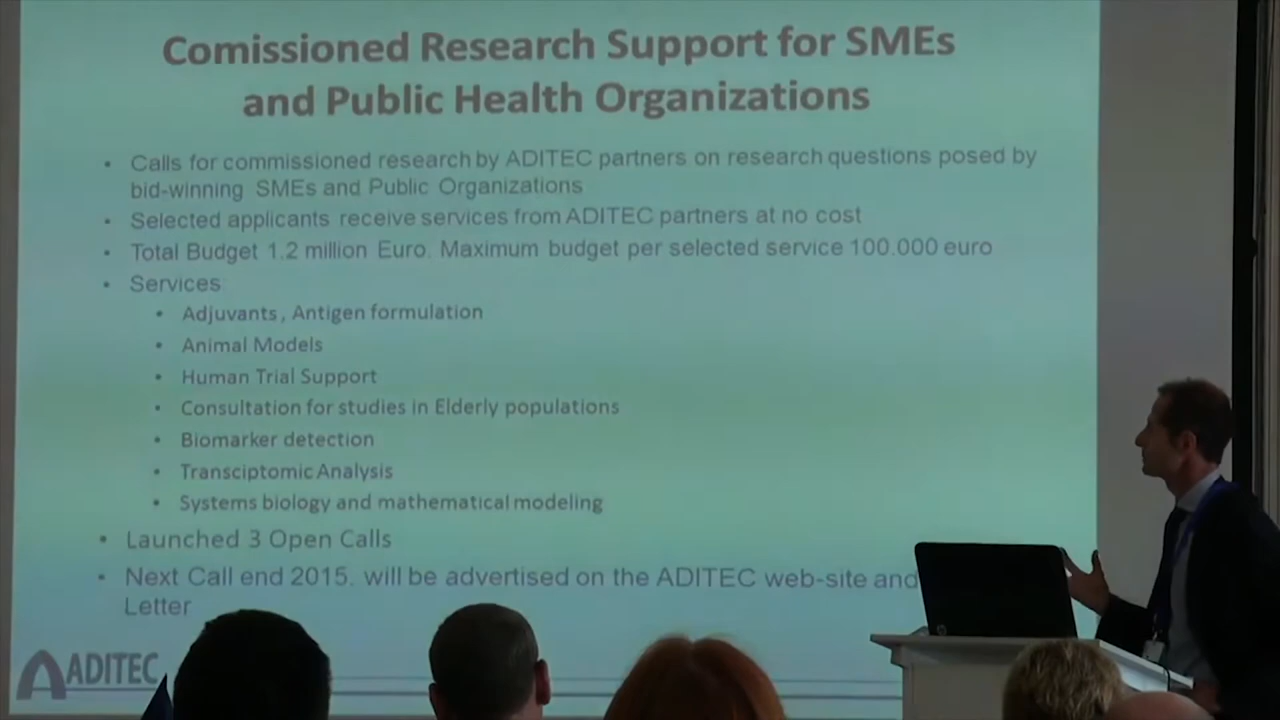 Comissioned Research Support for SMEs
and Public Health Organizations
• Calls for commissioned research by ADITEC partners on research questions posed by
bid-winning SMEs and Public Organizations
• Selected applicants receive services from ADITEC partners at no cost
• Total Budget 1.2 million Euro. Maximum budget per selected service 100.000 euro
• Services:
• Adjuvants, Antigen formulation
• Animal Models
• Human Trial Support
• Consultation for studies in Elderly populations
• Biomarker detection
• Transciptomic Analysis
• Systems biology and mathematical modeling
• Launched 3 Open Calls
• Next Call end 2015. will be advertised on the ADITEC web-site and
Letter
ADITEC